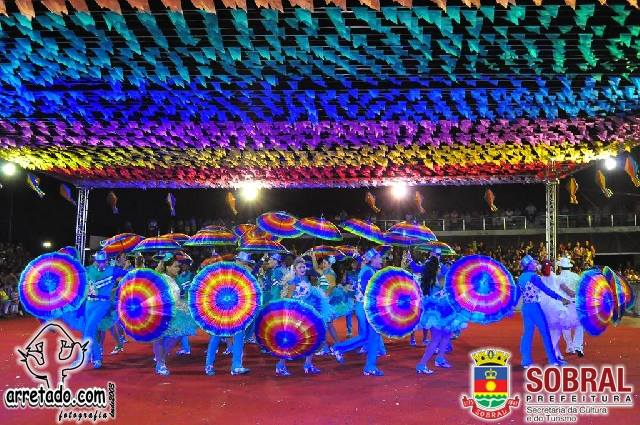 arretado.com
fotografia
SOBRAL
PREFEITURA
Secretaria da Cultura
e do Turismo